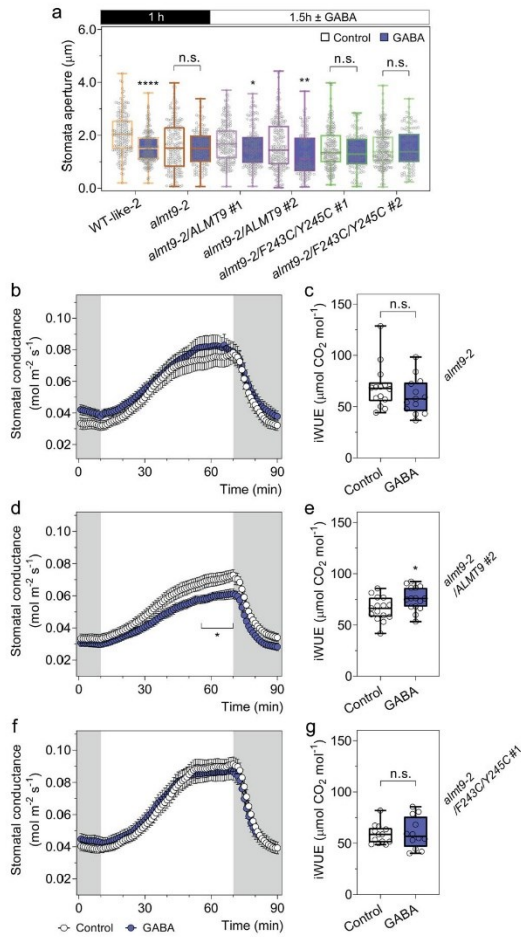 a
1 h
1.5h ± GABA
Control
GABA
n.s.
n.s.
n.s.
****
*
**
Stomata aperture (μm)
6.0
4.0
2.0
0.0
WT-like-2
almt9-2
almt9-2/ALMT9 #1
almt9-2/ALMT9 #2
almt9-2/F243C/Y245C #1
almt9-2/F243C/Y245C #2
b
Stomatal conductance
(mol m-2 s-1)
0.10
0.08
0.06
0.04
0.02
0
30
60
90
Time (min)
c
iWUE (μmol CO2 mol-1)
150
100
50
0
n.s.
Control
GABA
almt9-2
d
Stomatal conductance
(mol m-2 s-1)
0.10
0.08
0.06
0.04
0.02
*
0
30
60
90
Time (min)
e
iWUE (μmol CO2 mol-1)
150
100
50
0
*
Control
GABA
almt9-2
/ALMT9 #2
f
Stomatal conductance
(mol m-2 s-1)
0.10
0.08
0.06
0.04
0.02
0
30
60
90
Time (min)
Control
GABA
g
iWUE (μmol CO2 mol-1)
150
100
50
0
n.s.
Control
GABA
almt9-2
/F243C/Y245C #1